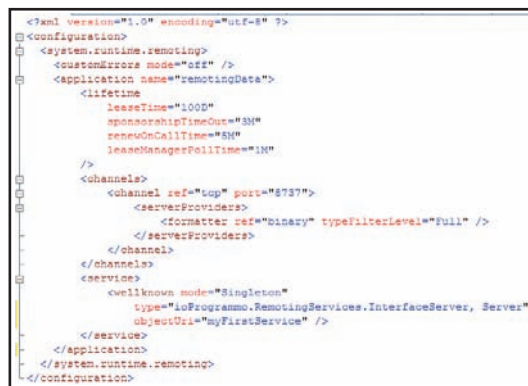 <?xml version="1.0" encoding="utf-8" ?>
<configuration>
<system.runtime.remoting>
<customErrors mode="off" />
<application name="remotingData">
<lifetime
leaseTime="100D"
sponsorshipTimeOut="3M"
renewOnCallTime="5M"
leaseManagerPollTime="1M"
/>
<channels>
<channel ref="tcp" port="8737">
<serverProviders>
<formatter ref="binary" typeFilterLevel="Full" />
</serverProviders>
</channel>
</channels>
<service>
<wellknown mode="Singleton"
type="ioProgrammo.RemotingServices.InterfaceServer, Server"
objectUri="myFirstService" />
</service>
</application>
</system.runtime.remoting>
</configuration>